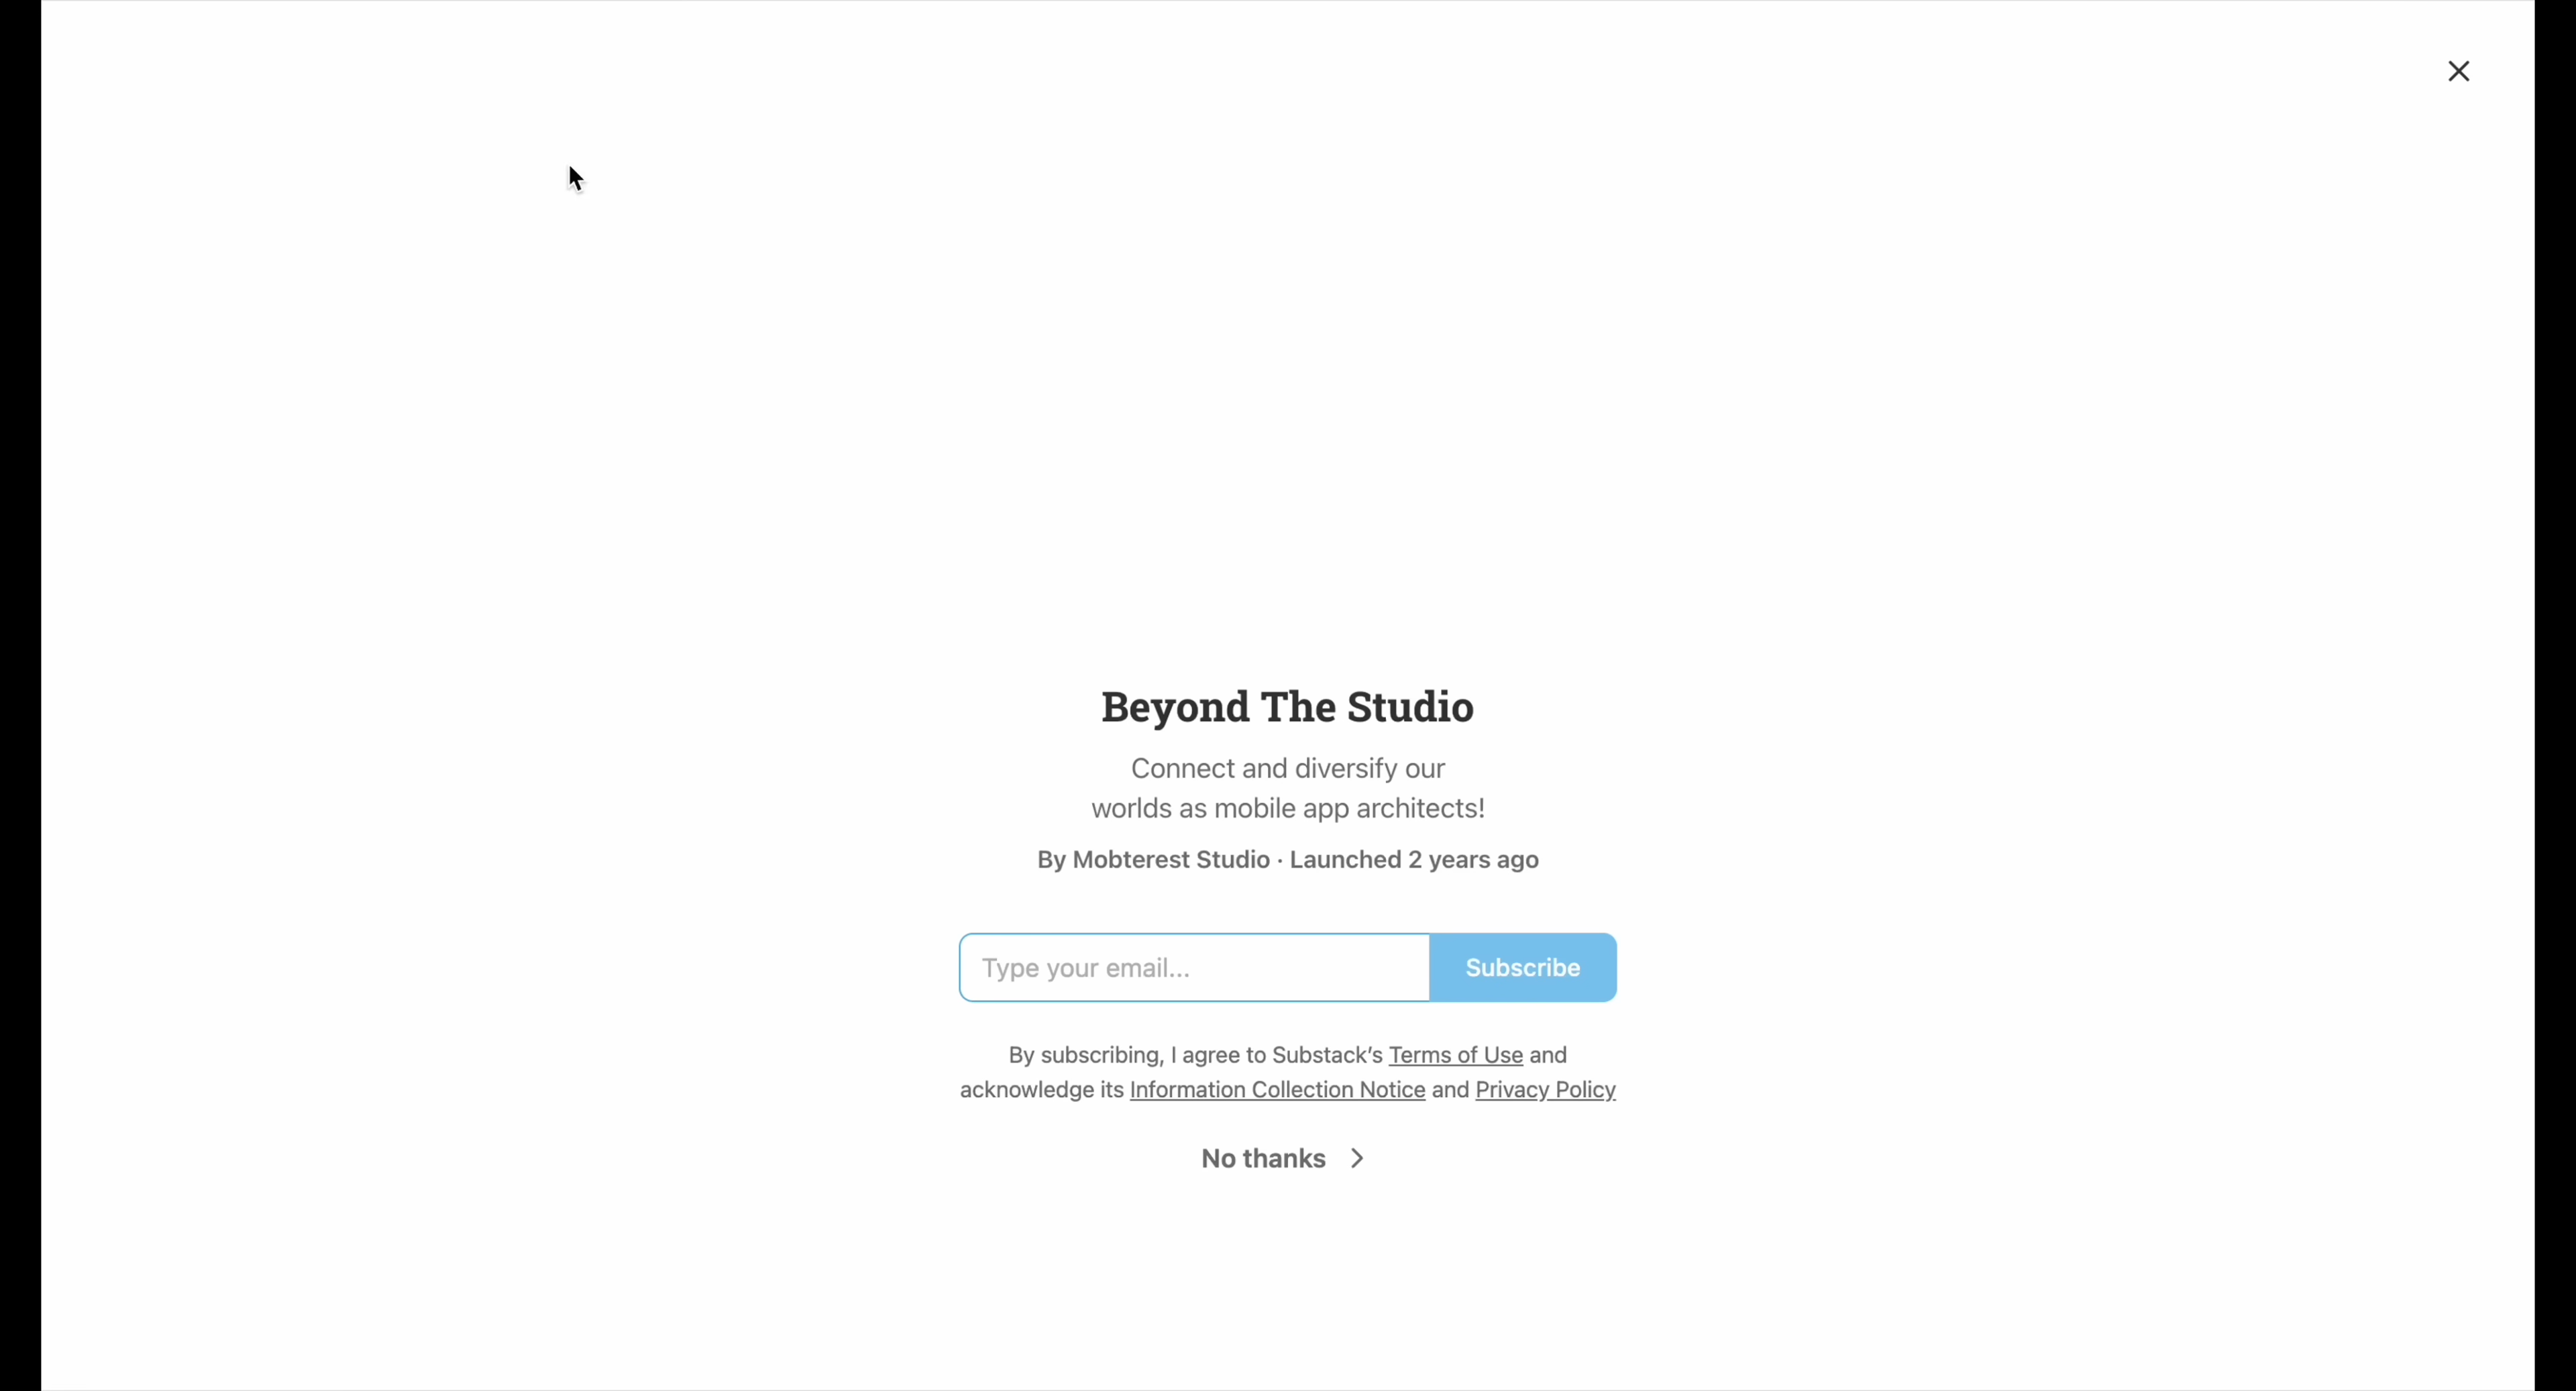 Beyond The Studio
Connect and diversify our
worlds as mobile app architects!
By Mobterest Studio · Launched 2 years ago
Type your email...
Subscribe
By subscribing, I agree to Substack’s Terms of Use and
acknowledge its Information Collection Notice and Privacy Policy
No thanks